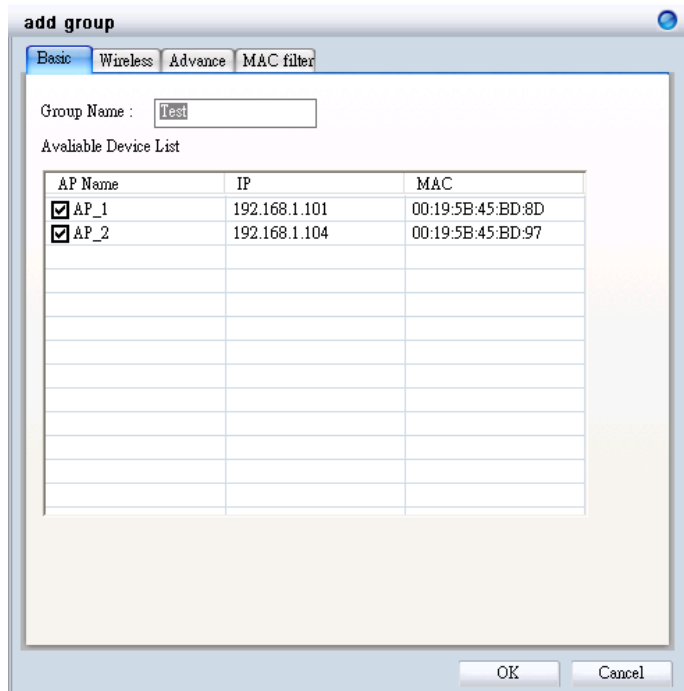 add group
Basic Wireless Advance MAC filter
Group Name : Test
Avaliable Device List
AP Name IP MAC
AP_1 192.168.1.101 00:19:5B:45:BD:8D
AP_2 192.168.1.104 00:19:5B:45:BD:97
OK Cancel